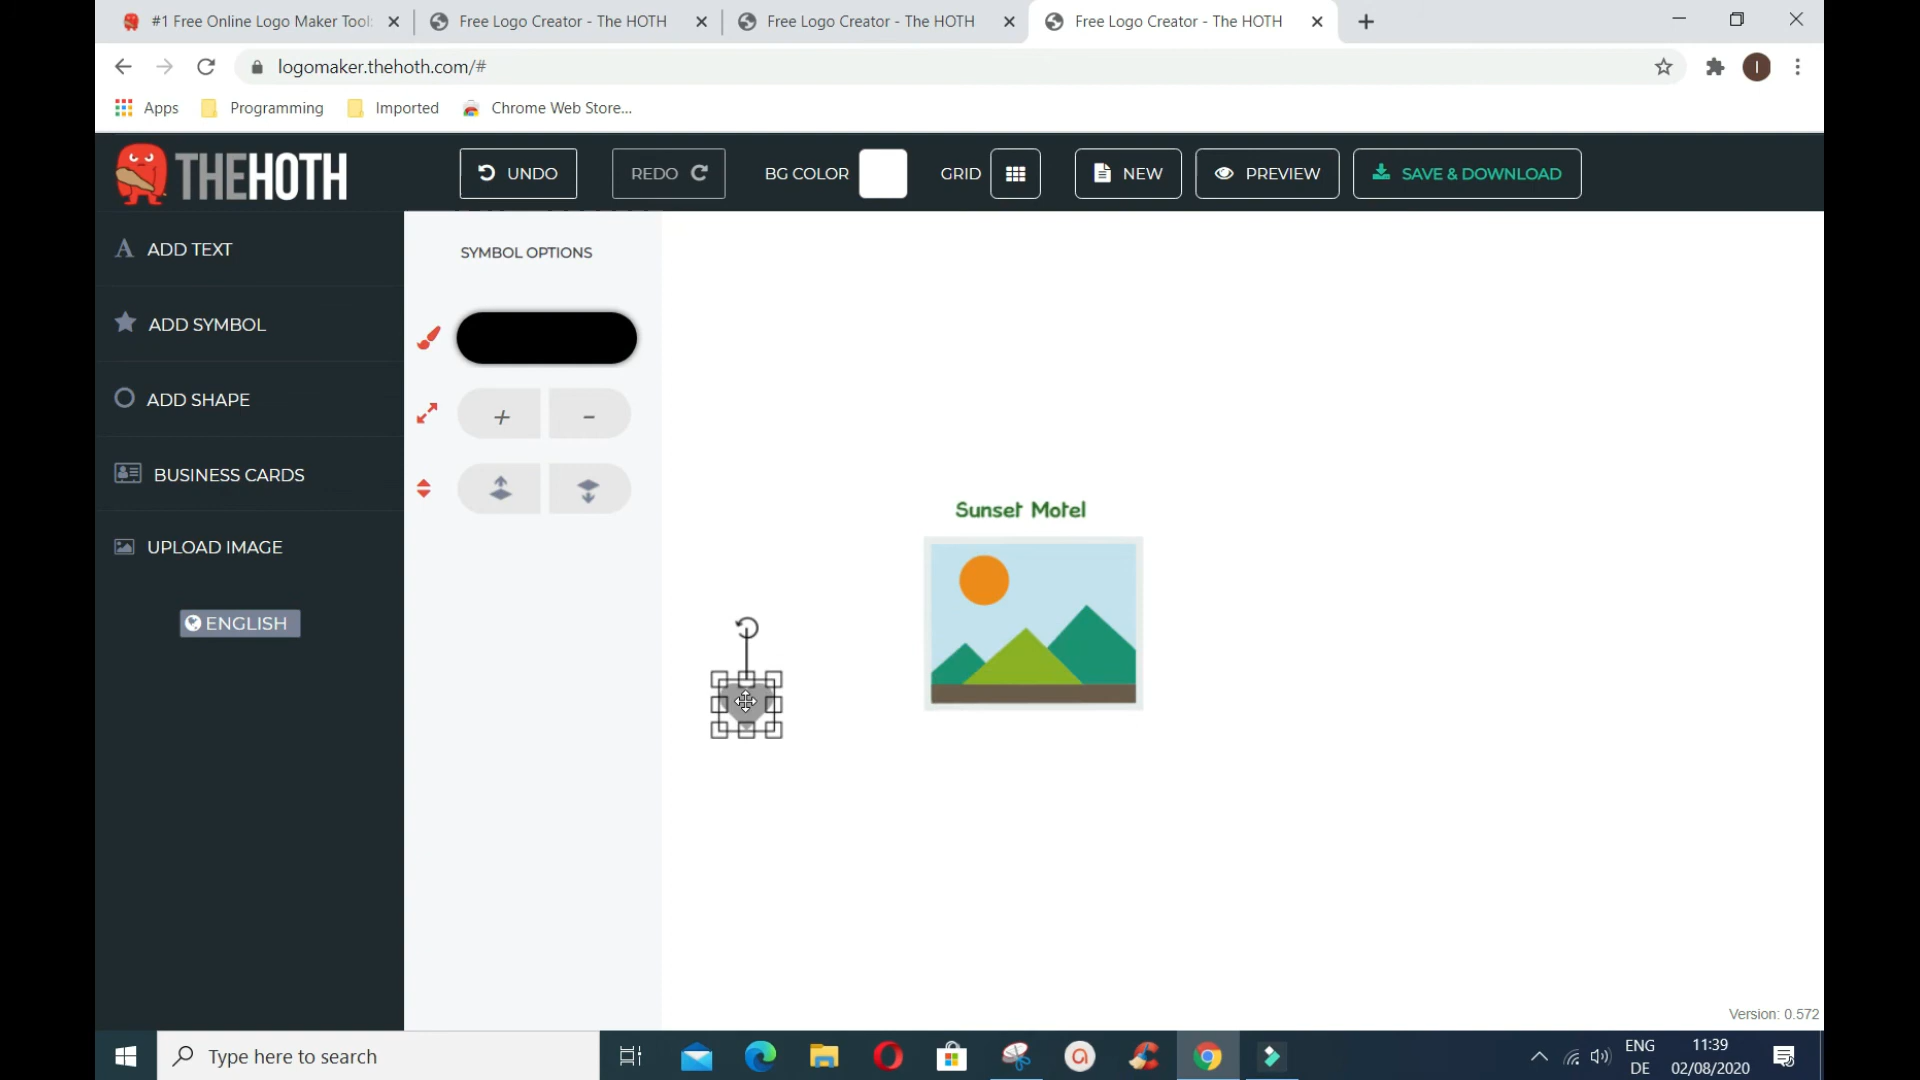 #1 Free Online Logo Maker Tool:
Free Logo Creator - The HOTH
Free Logo Creator - The HOTH
Free Logo Creator - The HOTH
logomaker.thehoth.com/#
I
Apps
Programming
Imported
Chrome Web Store...
THEHOTH
UNDO
REDO
BG COLOR
GRID
NEW
PREVIEW
SAVE & DOWNLOAD
A ADD TEXT
ADD SYMBOL
ADD SHAPE
BUSINESS CARDS
UPLOAD IMAGE
ENGLISH
SYMBOL OPTIONS
+ -
Sunset Motel
Version: 0.572
Type here to search
ENG
DE
11:39
02/08/2020